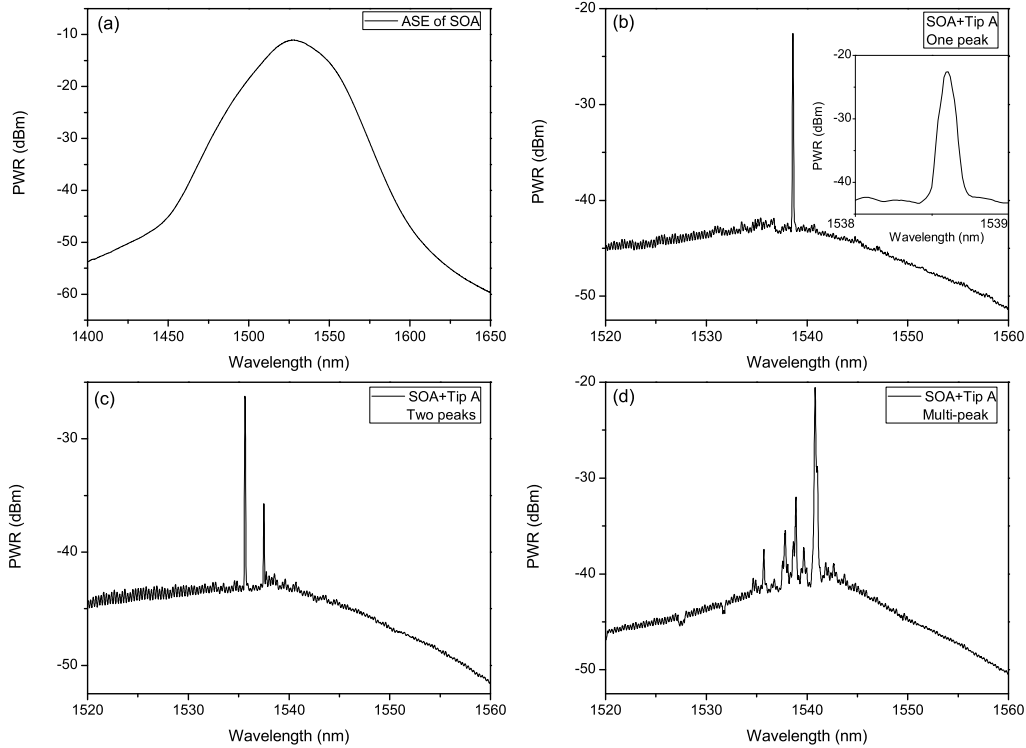 (a)
ASE of SOA
-10
-20
-30
-40
-50
-60
PWR (dBm)
1400 1450 1500 1550 1600 1650
Wavelength (nm)
(b)
SOA+Tip A
One peak
-20
-30
-40
-50
PWR (dBm)
1520 1530 1540 1550 1560
Wavelength (nm)
-20
-30
-40
PWR (dBm)
1538 1539
Wavelength (nm)
(c)
SOA+Tip A
Two peaks
-30
-40
-50
PWR (dBm)
1520 1530 1540 1550 1560
Wavelength (nm)
(d)
SOA+Tip A
Multi-peak
-20
-30
-40
-50
PWR (dBm)
1520 1530 1540 1550 1560
Wavelength (nm)